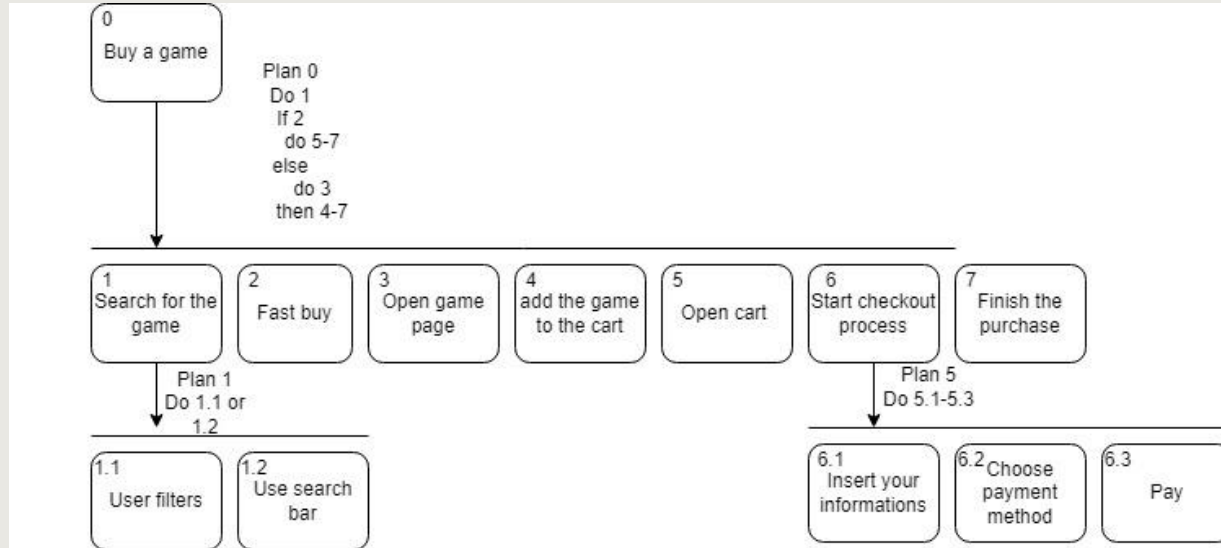 0
Buy a game
Plan 0
Do 1
If 2
do 5-7
else
do 3
then 4-7
1
Search for the
game
2
Fast buy
3
Open game
page
4
add the game
to the cart
5
Open cart
6
Start checkout
process
7
Finish the
purchase
Plan 1
Do 1.1 or
1.2
Plan 5
Do 5.1-5.3
1.1
User filters
1.2
Use search
bar
6.1
Insert your
informations
6.2
Choose
payment
method
6.3
Pay